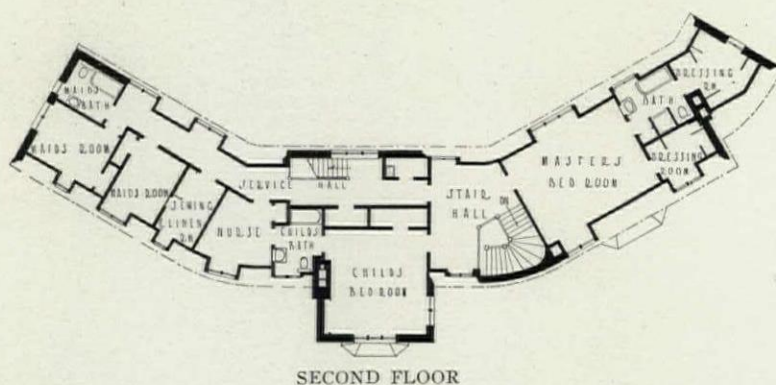 MAIDS
BATH
MAIDS ROOM
MAIDS ROOM
SEWING
& LINEN
RM
NURSE
SERVICE HALL
CHILDS
BATH
CHILDS
BED ROOM
STAIR
HALL
DN
MASTERS
BED ROOM
BATH
DRESSING
RM
DRESSING
ROOM
SECOND FLOOR